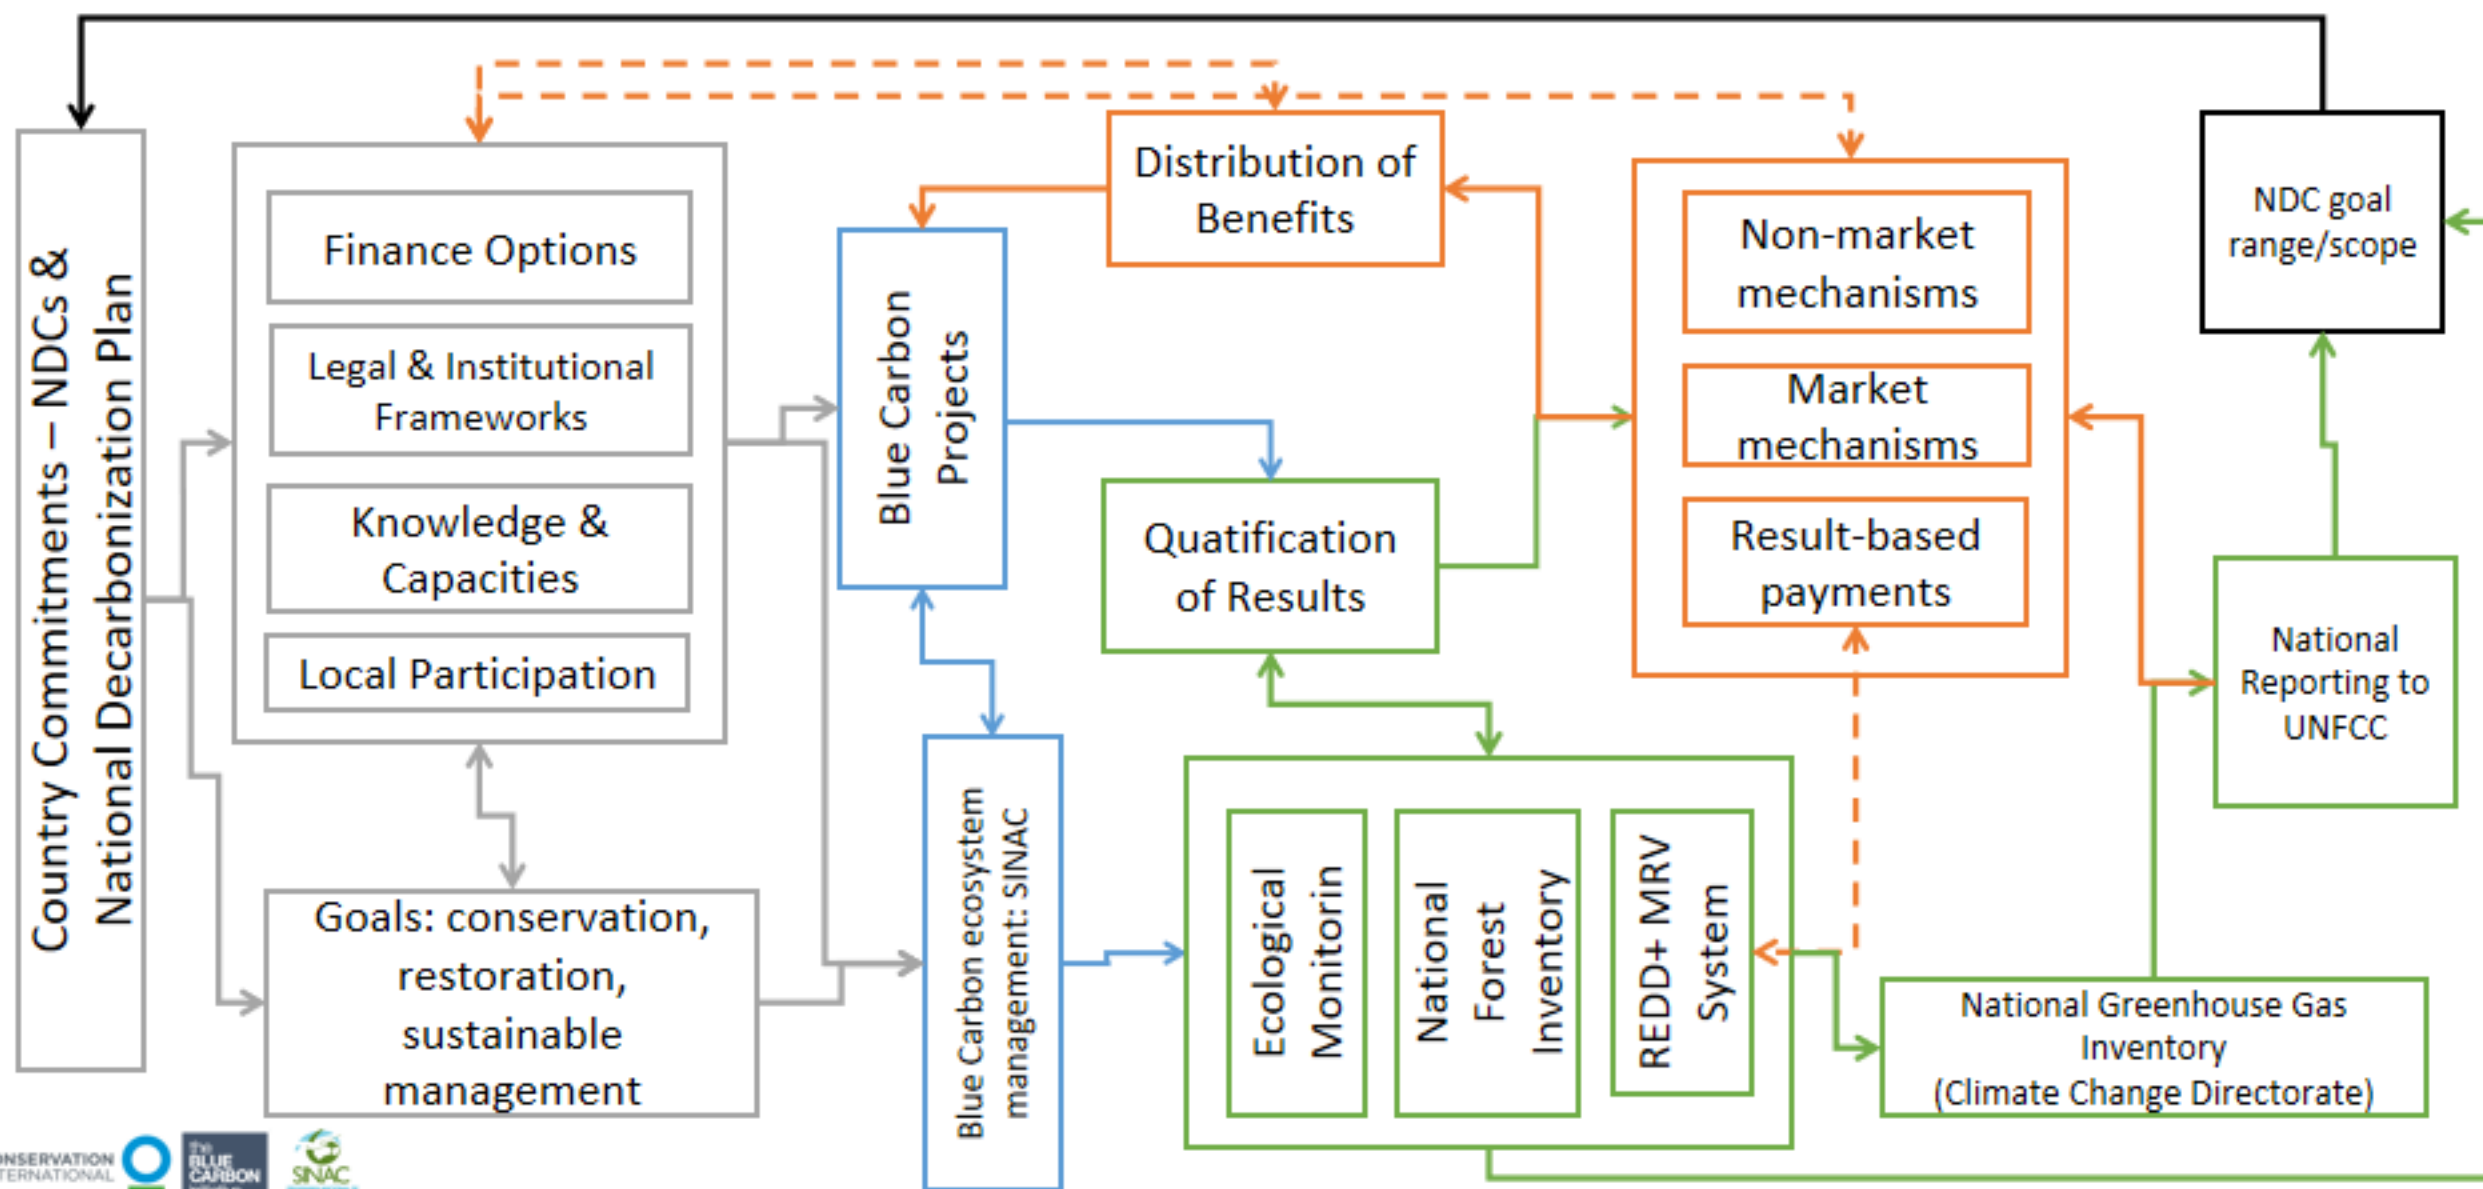 Country Commitments – NDCs &
National Decarbonization Plan
Finance Options
Legal & Institutional
Frameworks
Knowledge &
Capacities
Local Participation
Goals: conservation,
restoration,
sustainable
management
Blue Carbon
Projects
Blue Carbon ecosystem
management: SINAC
Distribution of
Benefits
Quatification
of Results
Ecological
Monitorin
National
Forest
Inventory
REDD+ MRV
System
Non-market
mechanisms
Market
mechanisms
Result-based
payments
NDC goal
range/scope
National
Reporting to
UNFCC
National Greenhouse Gas
Inventory
(Climate Change Directorate)
ONSERVATION
TERNATIONAL
the
BLUE
CARBON
SINAC